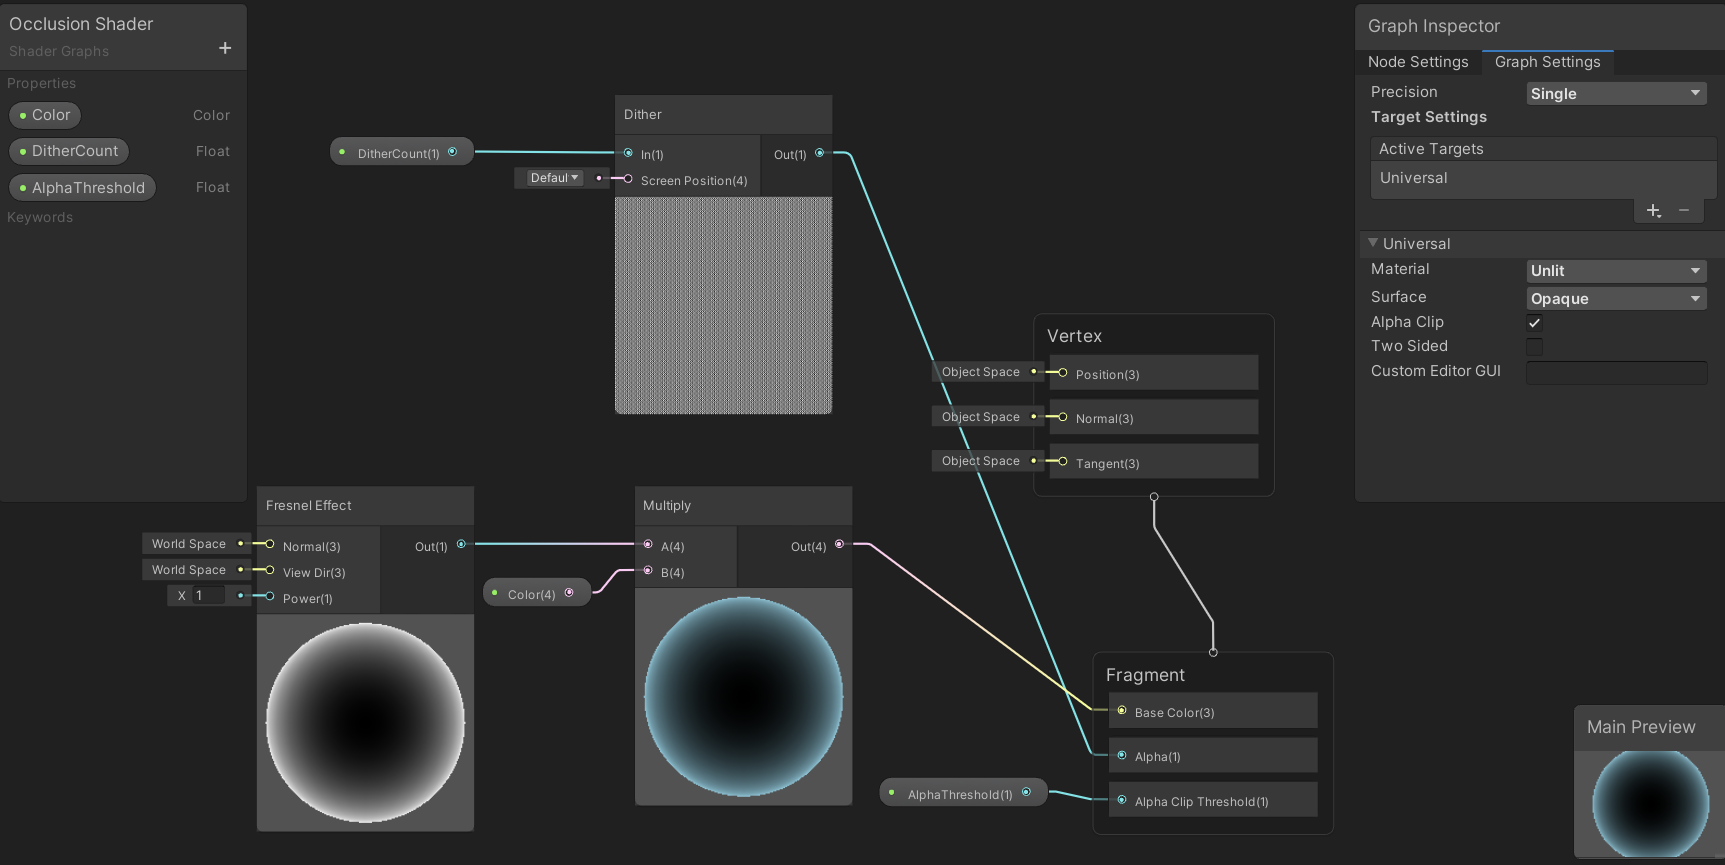 Occlusion Shader
Shader Graphs
+
Properties
Color Color
DitherCount Float
AlphaThreshold Float
Keywords
DitherCount(1)
Dither
In(1) Out(1)
Defaul Screen Position(4)
Fresnel Effect
World Space Normal(3) Out(1)
World Space View Dir(3)
X 1 Power(1)
Color(4)
Multiply
A(4) Out(4)
B(4)
Vertex
Object Space Position(3)
Object Space Normal(3)
Object Space Tangent(3)
Fragment
Base Color(3)
Alpha(1)
AlphaThreshold(1) Alpha Clip Threshold(1)
Graph Inspector
Node Settings Graph Settings
Precision Single
Target Settings
Active Targets
Universal
+ −
Universal
Material Unlit
Surface Opaque
Alpha Clip
Two Sided
Custom Editor GUI
Main Preview